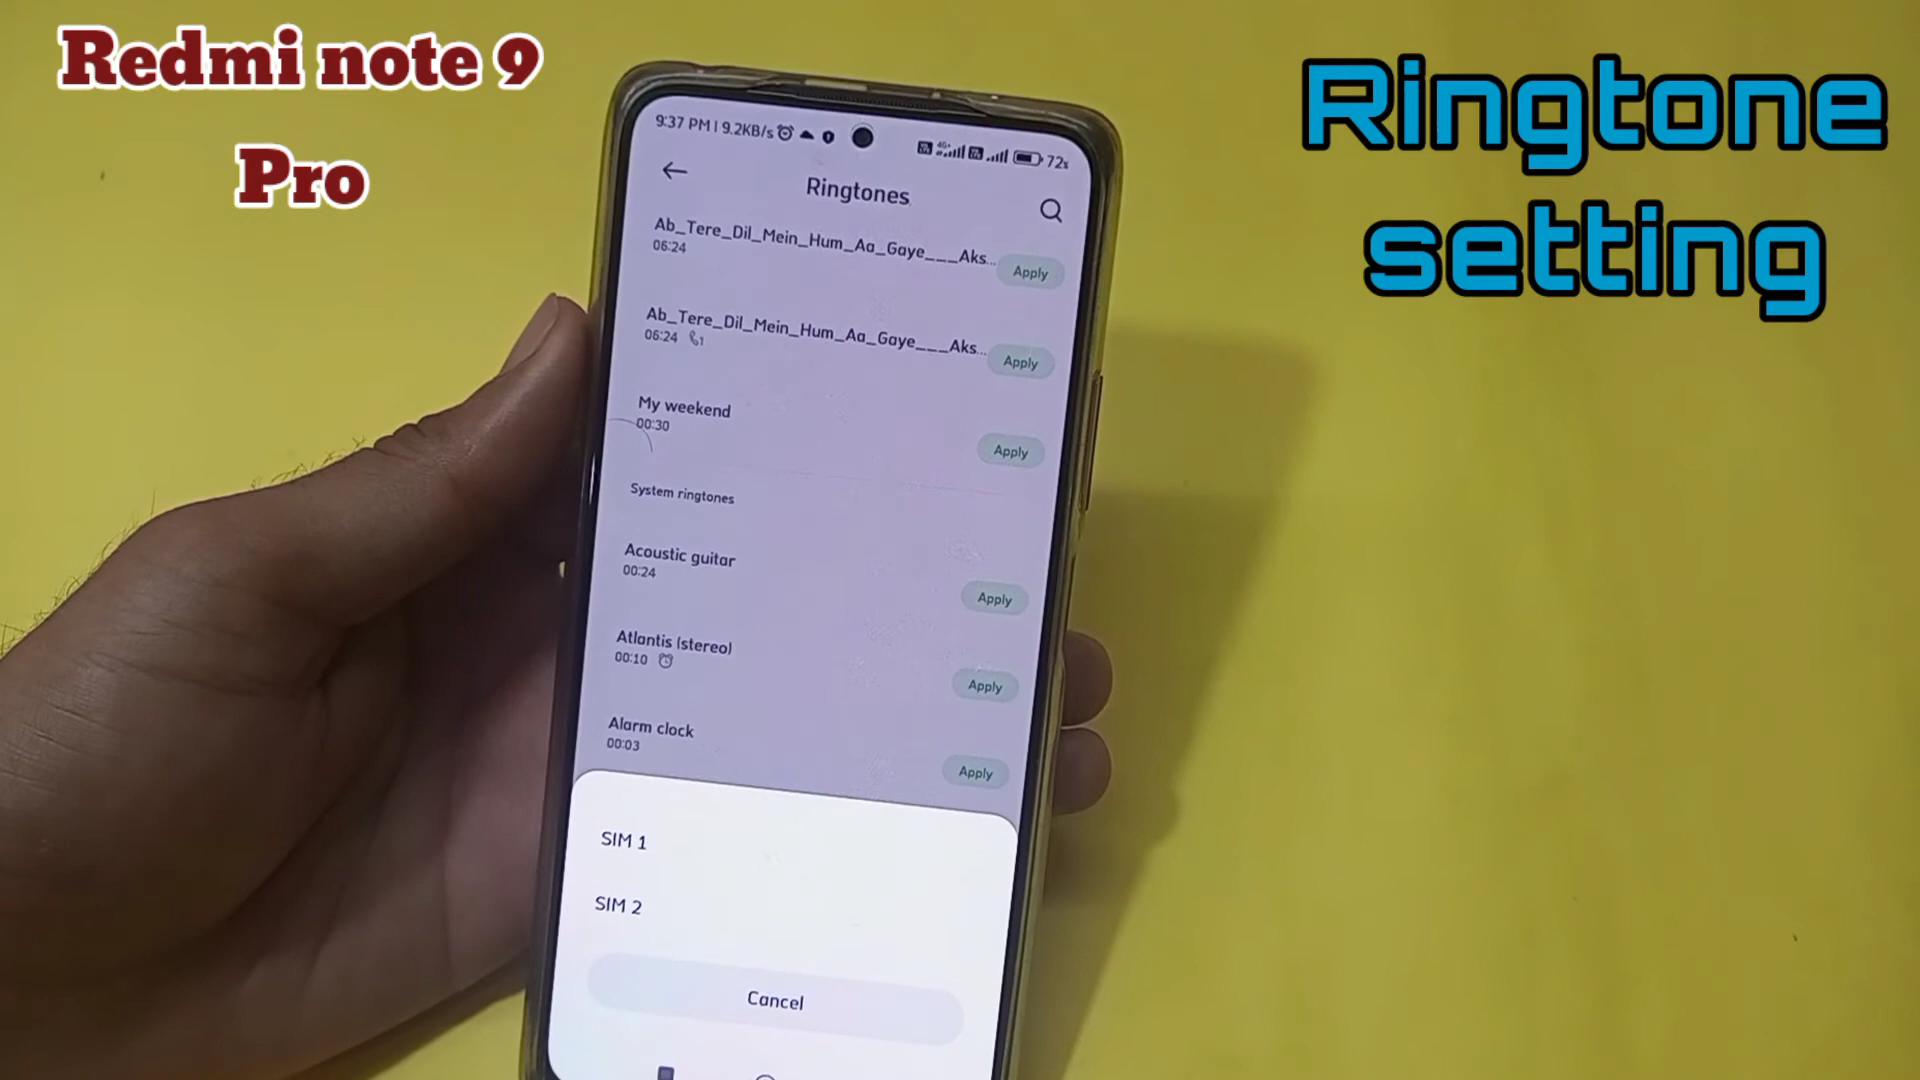 Redmi note 9
Pro
Ringtone
setting
9:37 PM | 9.2KB/s
4G+
72%
Ringtones
Ab_Tere_Dil_Mein_Hum_Aa_Gaye___Aks...
06:24
Apply
Ab_Tere_Dil_Mein_Hum_Aa_Gaye___Aks...
06:24 1
Apply
My weekend
00:30
Apply
System ringtones
Acoustic guitar
00:24
Apply
Atlantis (stereo)
00:10
Apply
Alarm clock
00:03
Apply
SIM 1
SIM 2
Cancel